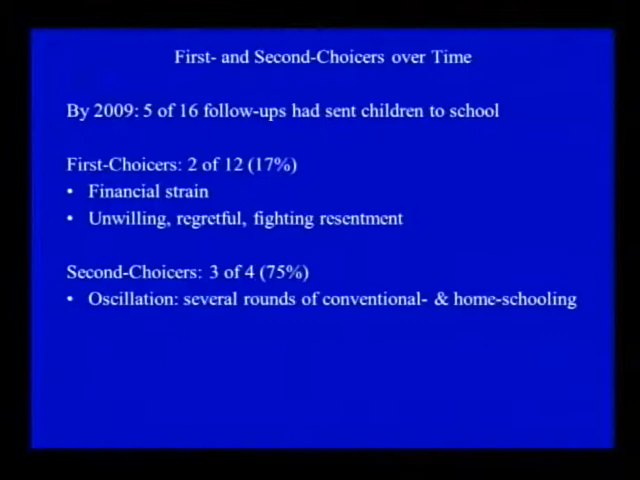 First- and Second-Choicers over Time
By 2009: 5 of 16 follow-ups had sent children to school
First-Choicers: 2 of 12 (17%)
• Financial strain
• Unwilling, regretful, fighting resentment
Second-Choicers: 3 of 4 (75%)
• Oscillation: several rounds of conventional- & home-schooling